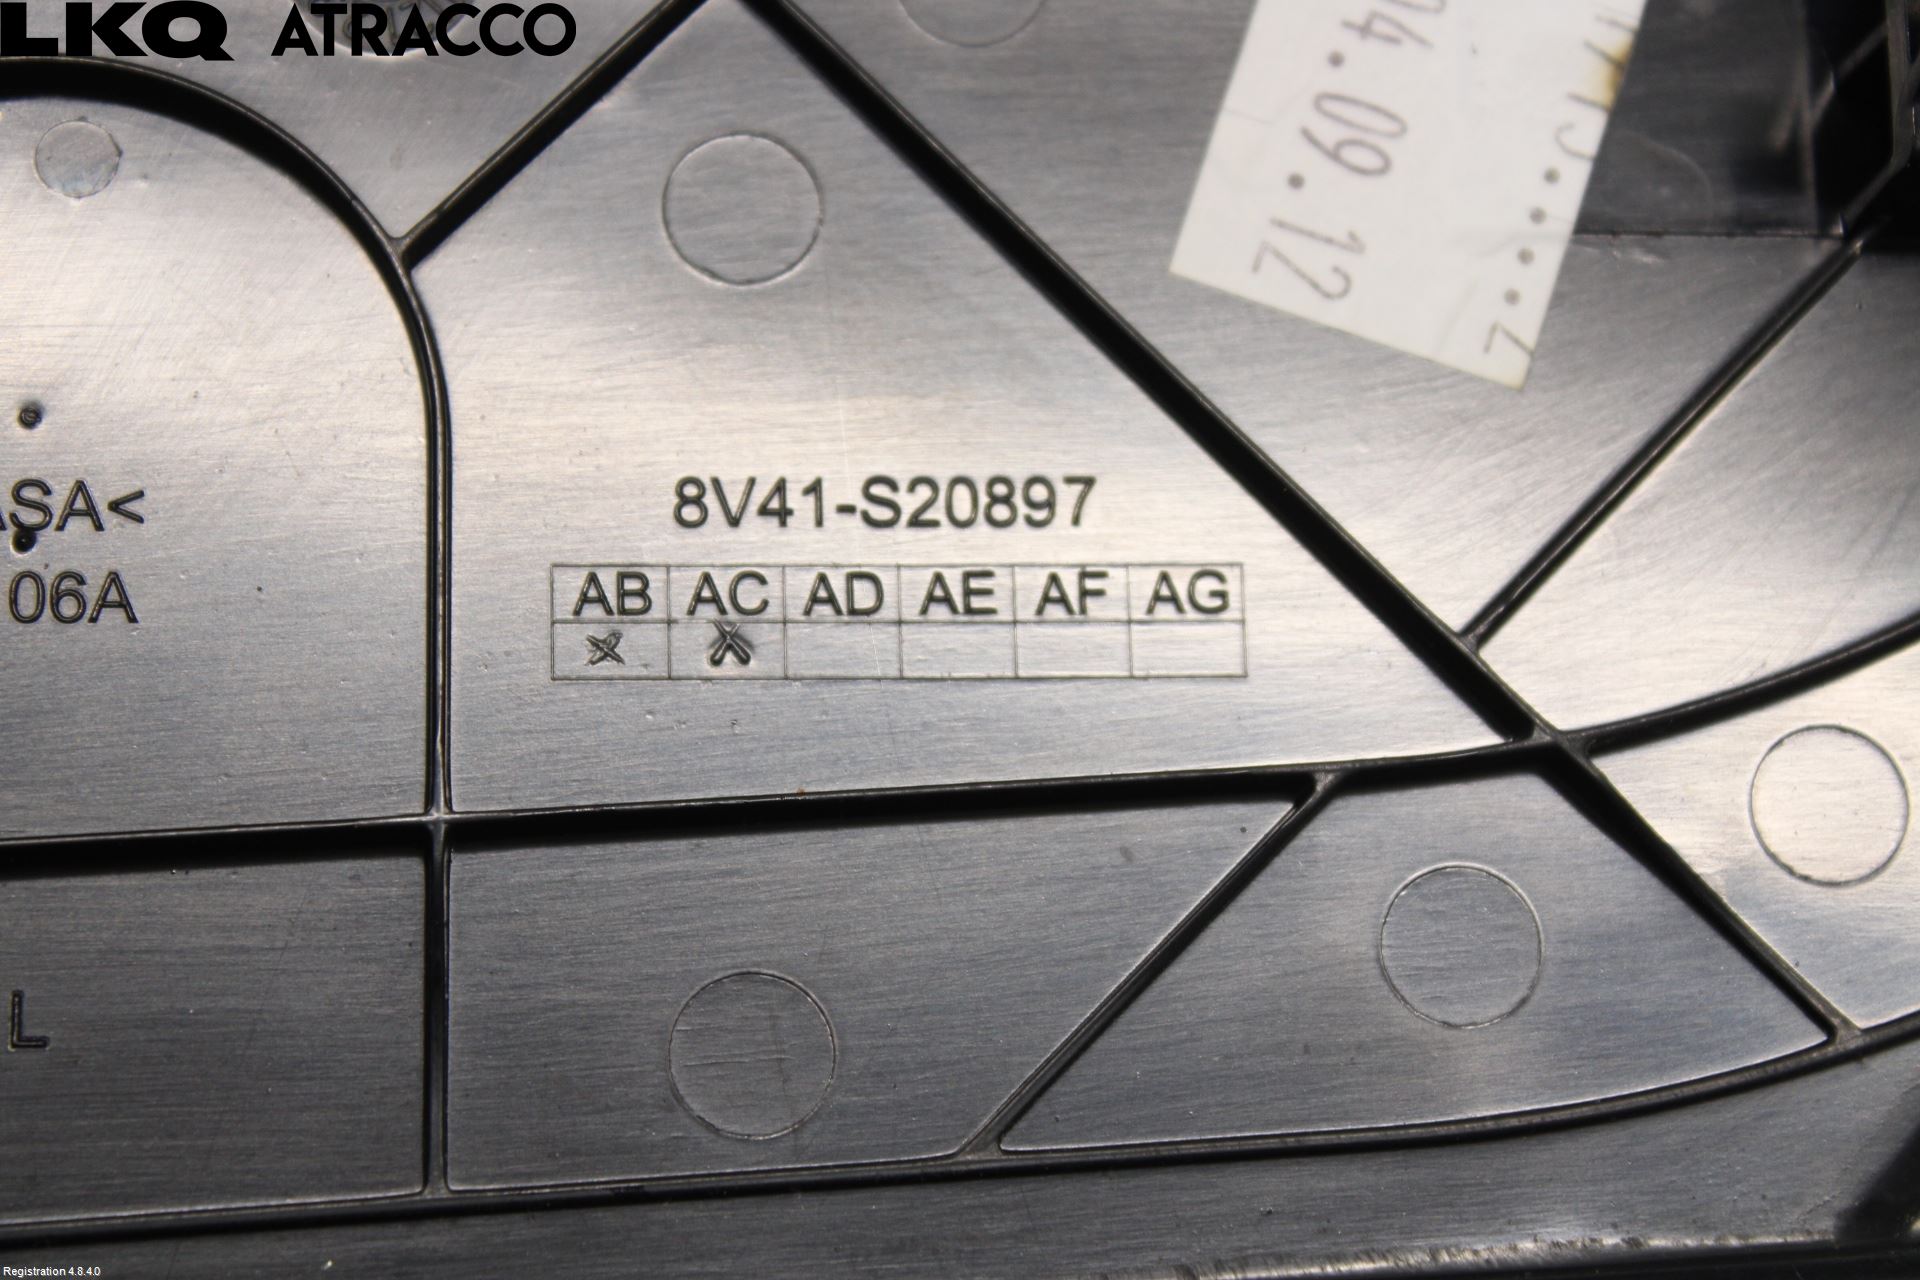 LKQ ATRACCO
04.09.12
8V41-S20897
ASA<
AB AC AD AE AF AG
X X
06A
L
Registration 4.8.4.0